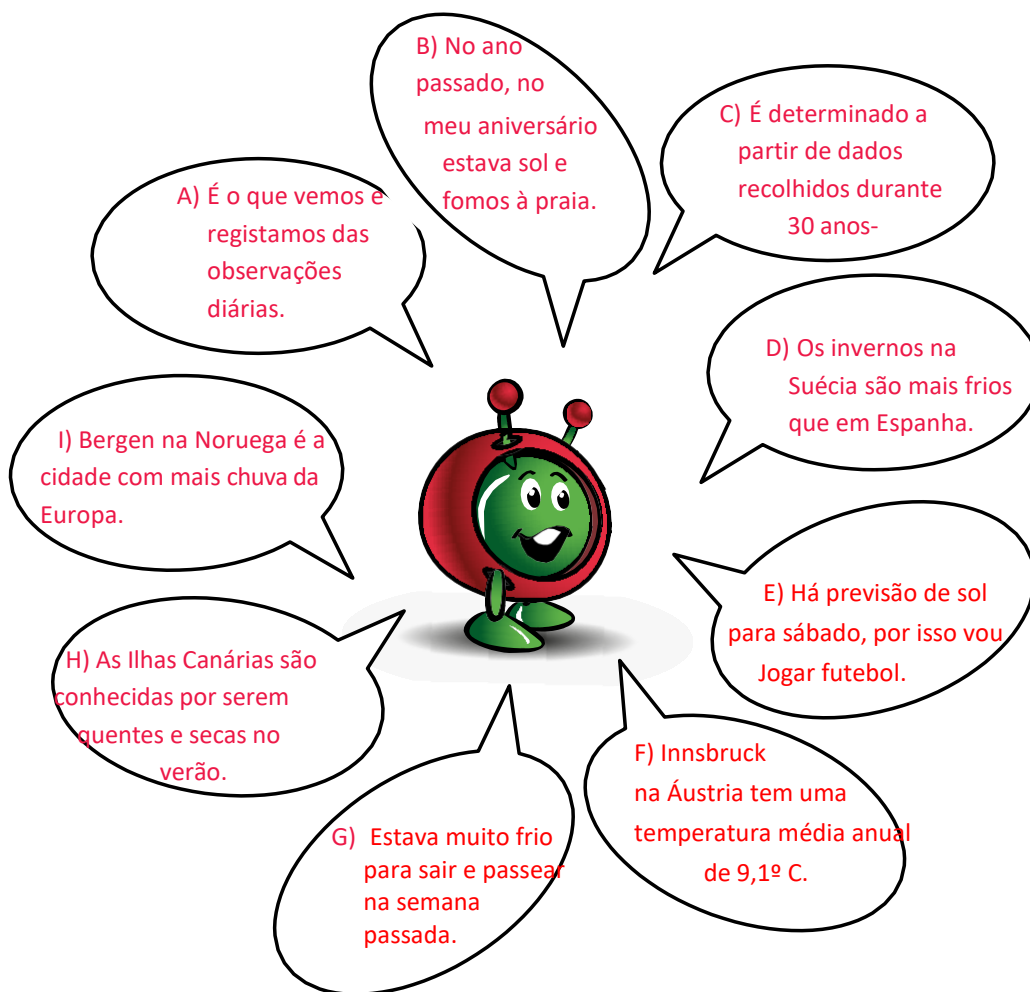 A) É o que vemos e
registamos das
observações
diárias.
B) No ano
passado, no
meu aniversário
estava sol e
fomos à praia.
C) É determinado a
partir de dados
recolhidos durante
30 anos-
D) Os invernos na
Suécia são mais frios
que em Espanha.
E) Há previsão de sol
para sábado, por isso vou
Jogar futebol.
F) Innsbruck
na Áustria tem uma
temperatura média anual
de 9,1º C.
G) Estava muito frio
para sair e passear
na semana
passada.
H) As Ilhas Canárias são
conhecidas por serem
quentes e secas no
verão.
I) Bergen na Noruega é a
cidade com mais chuva da
Europa.